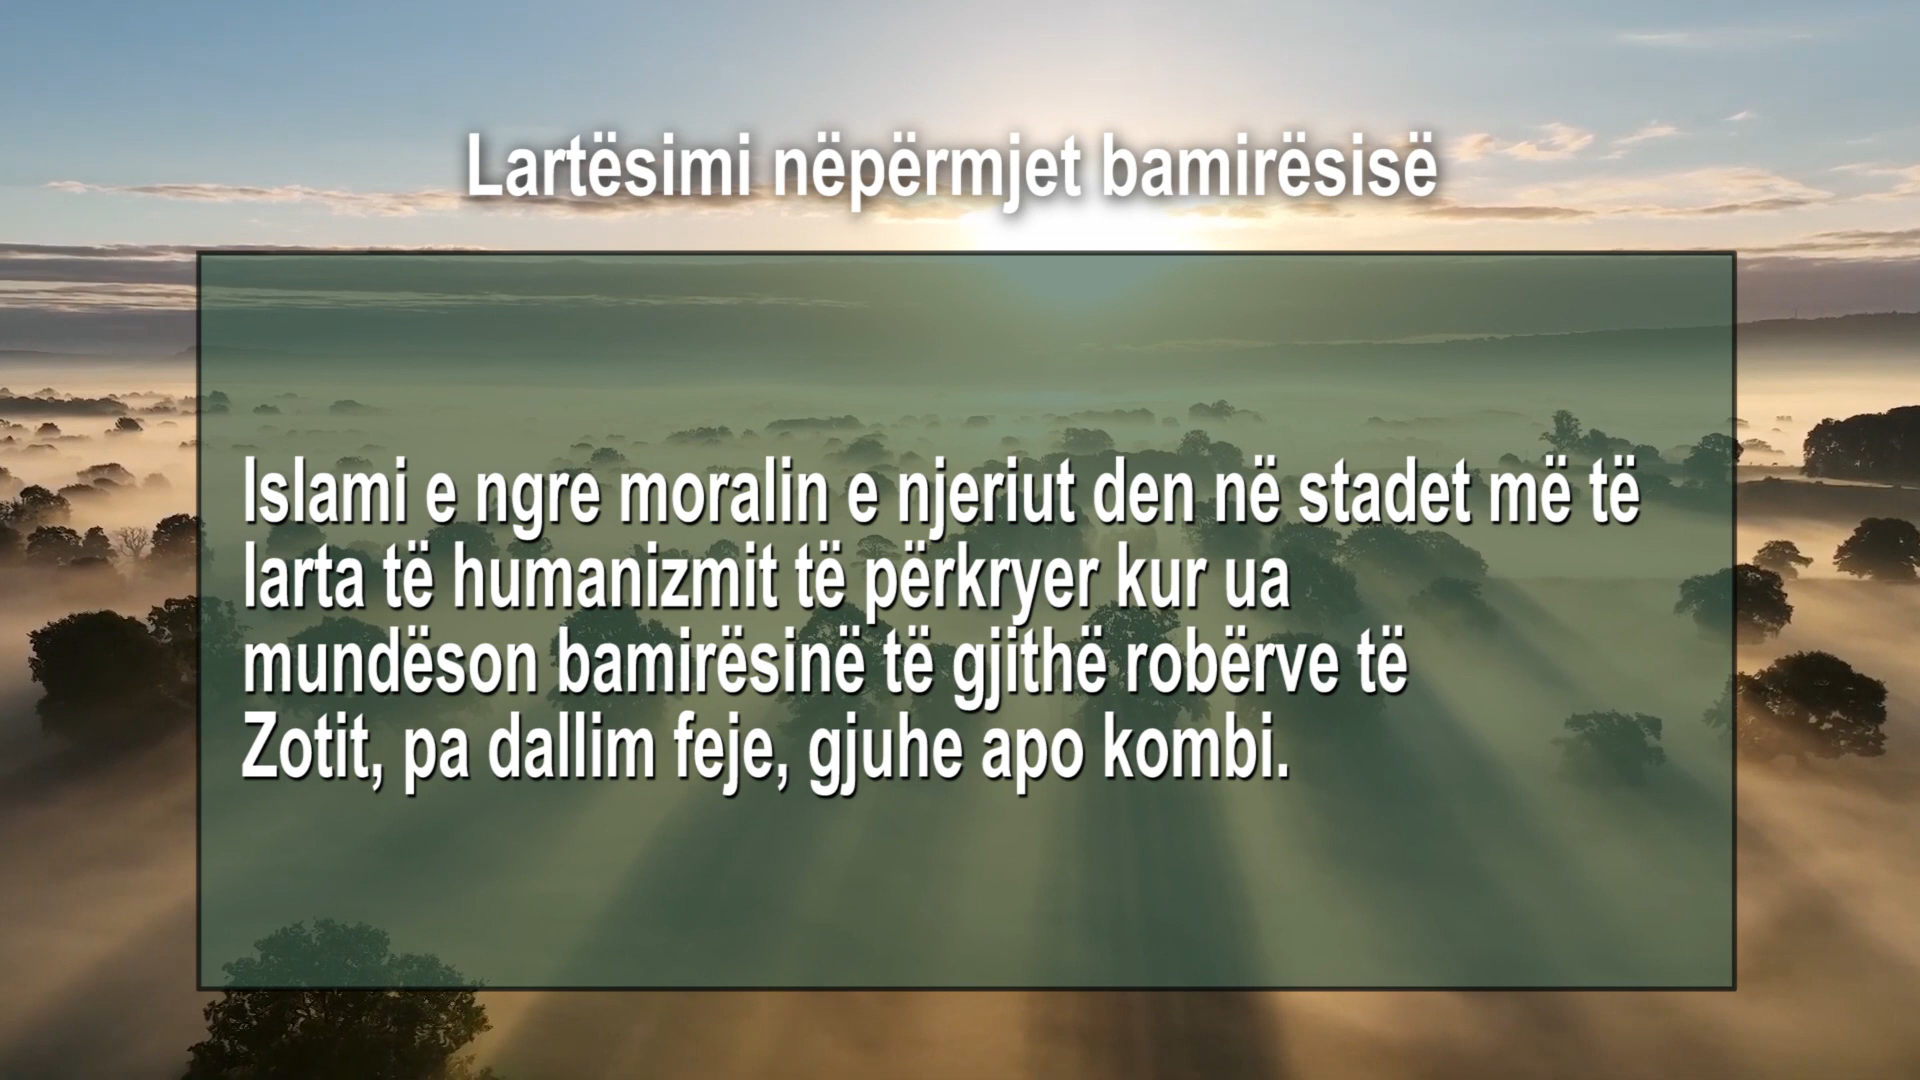 Lartësimi nëpërmjet bamirësisë
Islami e ngre moralin e njeriut den në stadet më të
larta të humanizmit të përkryer kur ua
mundëson bamirësinë të gjithë robërve të
Zotit, pa dallim feje, gjuhe apo kombi.